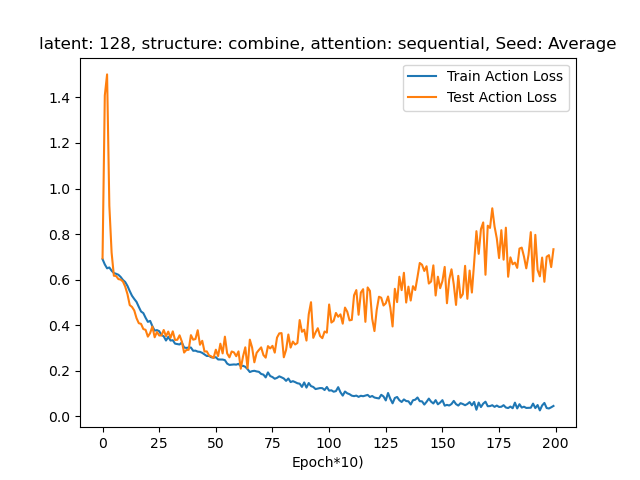 latent: 128, structure: combine, attention: sequential, Seed: Average
Train Action Loss
Test Action Loss
1.4
1.2
1.0
0.8
0.6
0.4
0.2
0.0
0 25 50 75 100 125 150 175 200
Epoch*10)